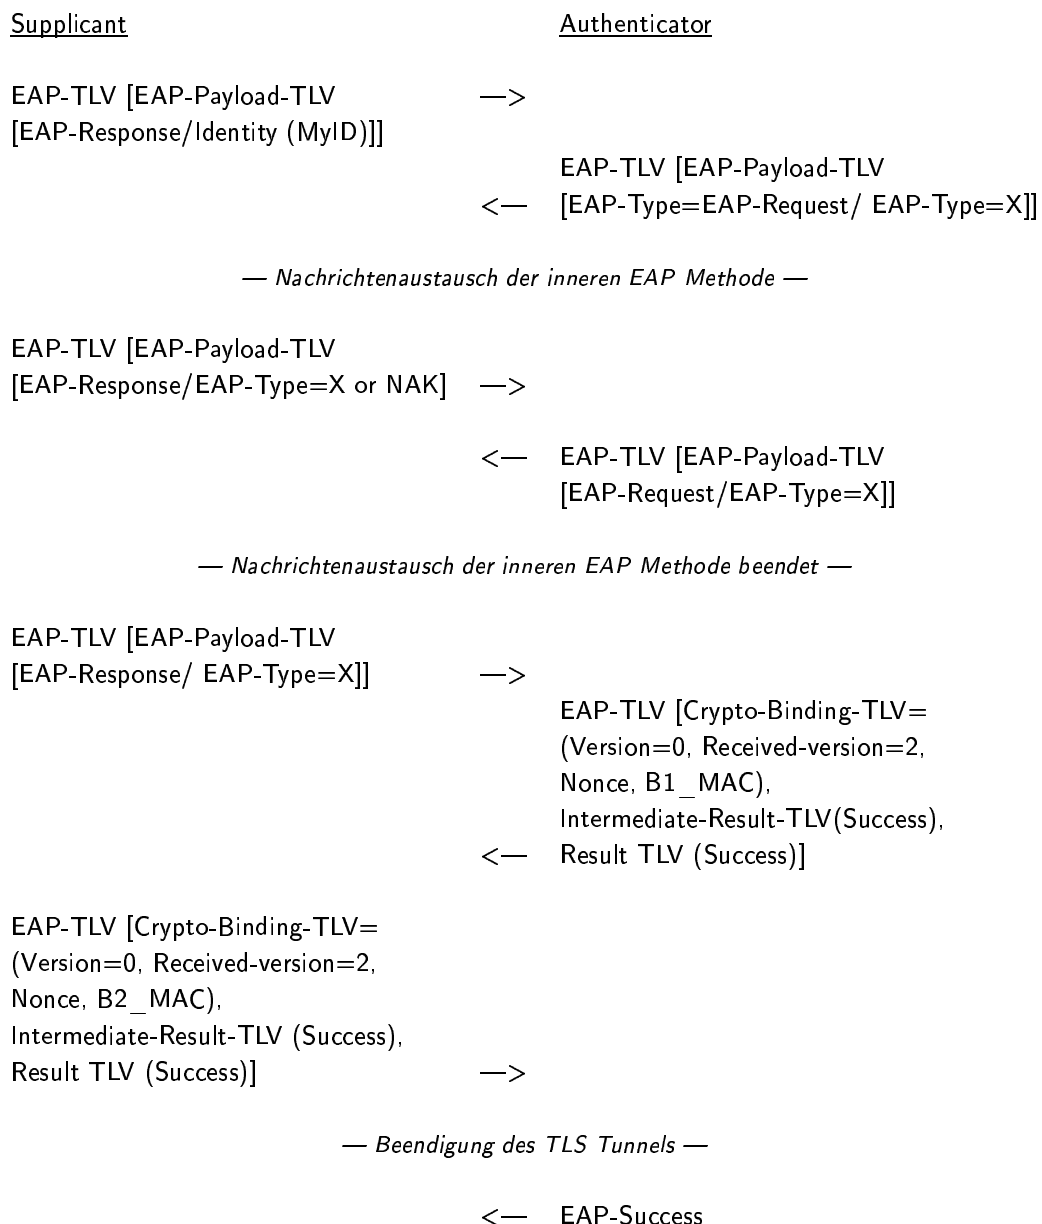 Supplicant Authenticator
EAP-TLV [EAP-Payload-TLV —>
[EAP-Response/Identity (MyID)]]
EAP-TLV [EAP-Payload-TLV
<— [EAP-Type=EAP-Request/ EAP-Type=X]]
— Nachrichtenaustausch der inneren EAP Methode —
EAP-TLV [EAP-Payload-TLV
[EAP-Response/EAP-Type=X or NAK] —>
<— EAP-TLV [EAP-Payload-TLV
[EAP-Request/EAP-Type=X]]
— Nachrichtenaustausch der inneren EAP Methode beendet —
EAP-TLV [EAP-Payload-TLV
[EAP-Response/ EAP-Type=X]] —>
EAP-TLV [Crypto-Binding-TLV=
(Version=0, Received-version=2,
Nonce, B1_MAC),
Intermediate-Result-TLV(Success),
<— Result TLV (Success)]
EAP-TLV [Crypto-Binding-TLV=
(Version=0, Received-version=2,
Nonce, B2_MAC),
Intermediate-Result-TLV (Success),
Result TLV (Success)] —>
— Beendigung des TLS Tunnels —
<— EAP-Success